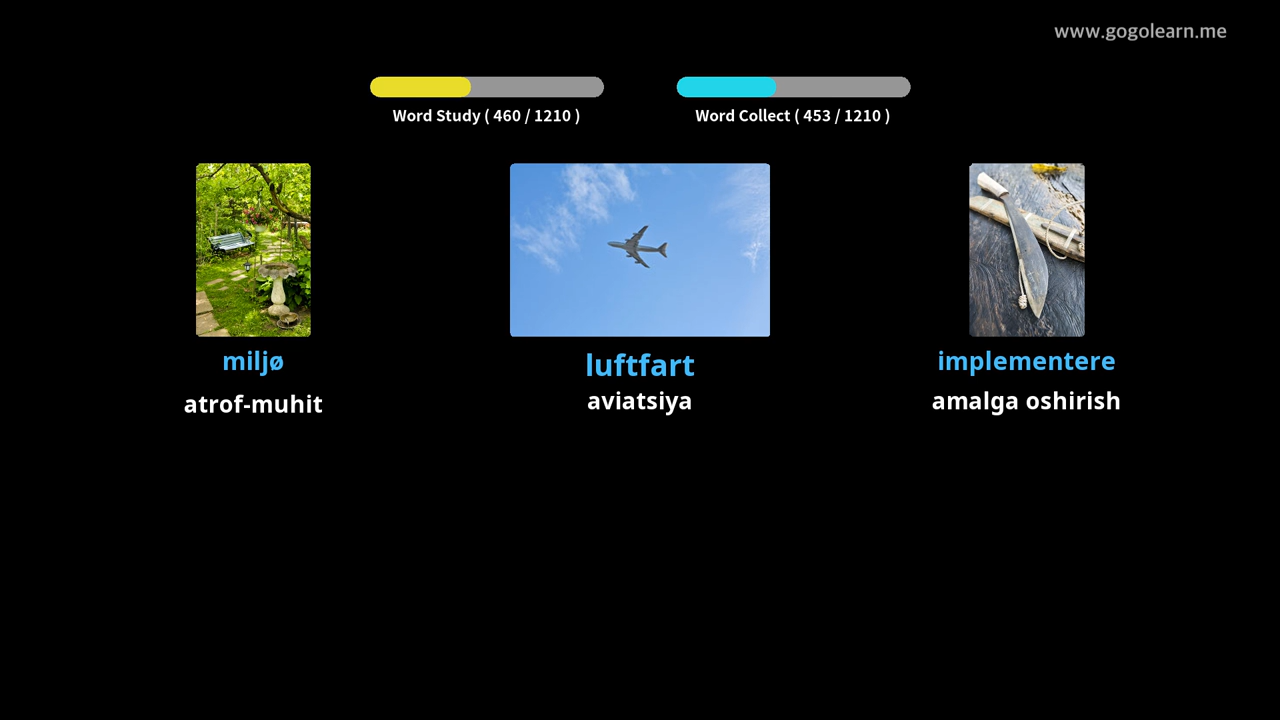 www.gogolearn.me
Word Study ( 460 / 1210 )
Word Collect ( 453 / 1210 )
miljø
luftfart
implementere
atrof-muhit
aviatsiya
amalga oshirish